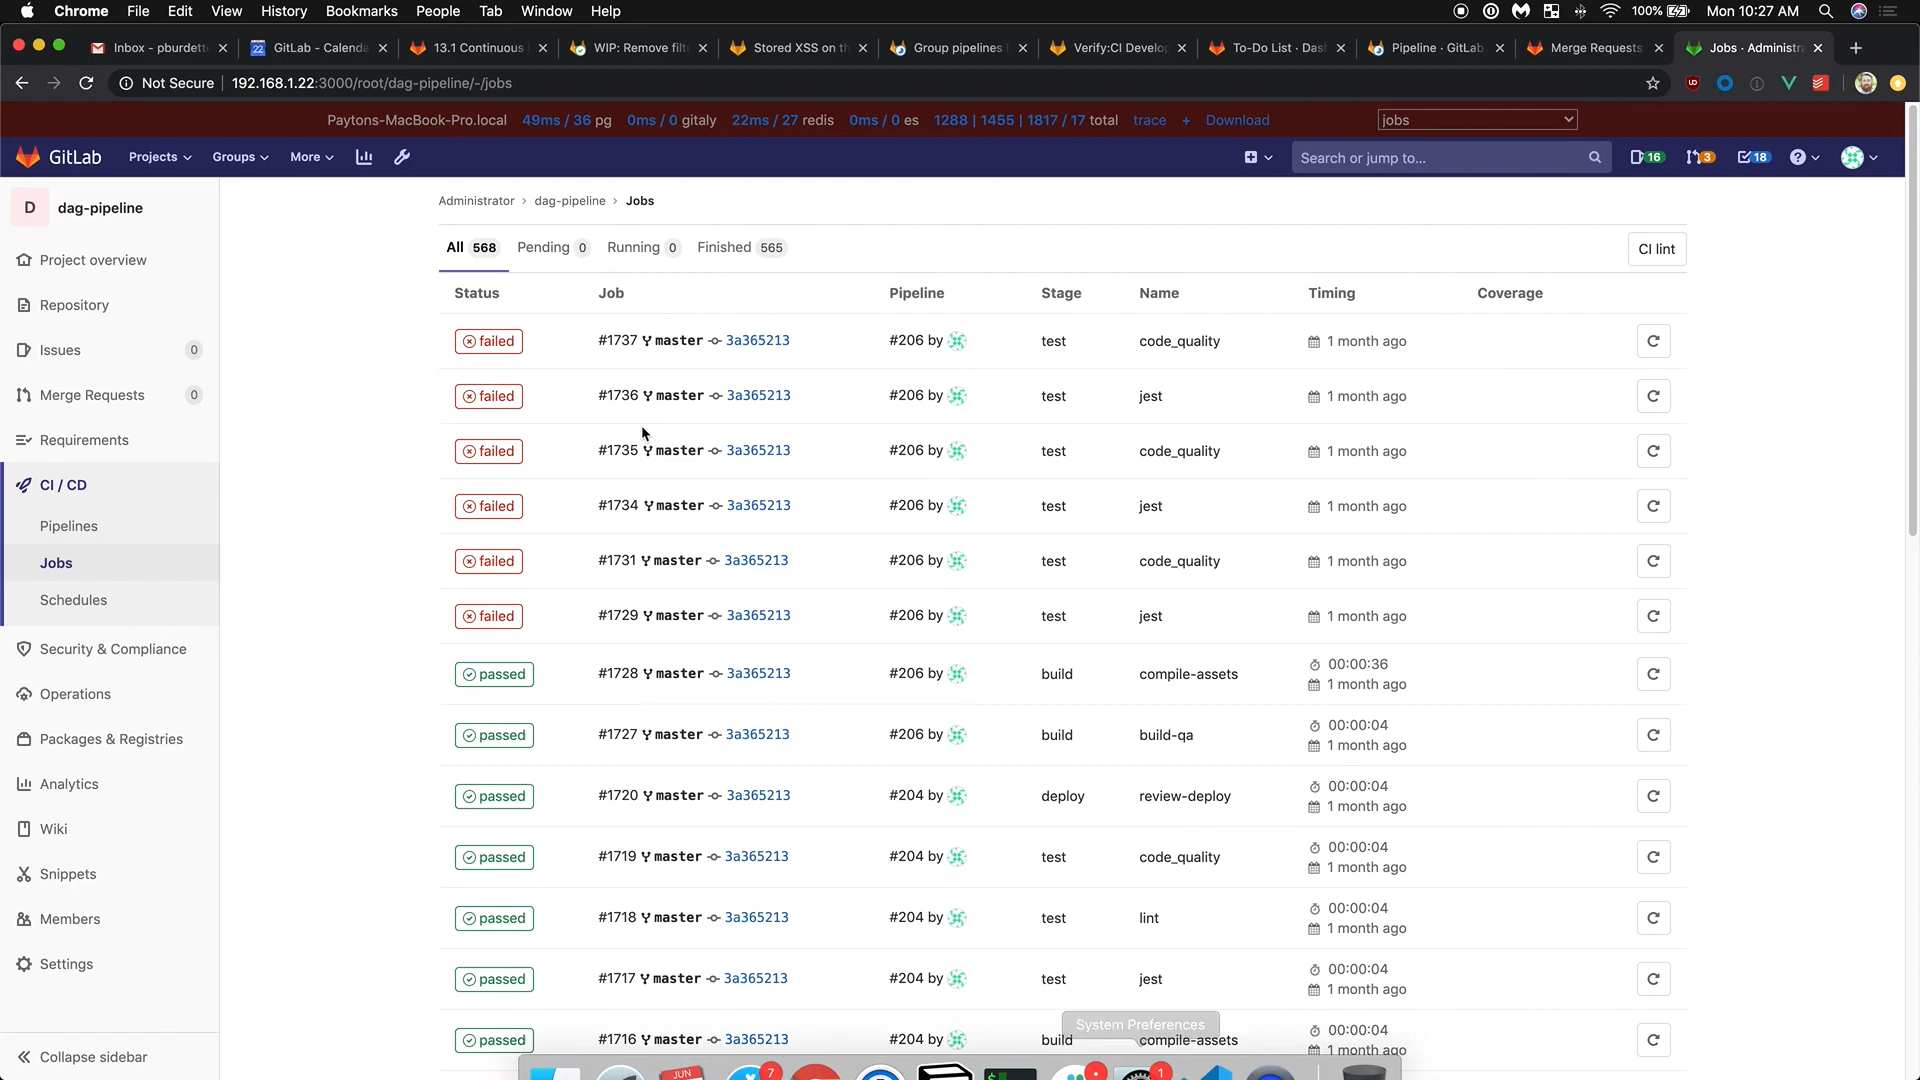 Chrome File Edit View History Bookmarks People Tab Window Help 100% Mon 10:27 AM
Inbox - pburdett 22 GitLab - Calenda 13.1 Continuous WIP: Remove filte Stored XSS on th Group pipelines Verify:CI Develop To-Do List · Das Pipeline · GitLab Merge Requests Jobs · Administra
Not Secure 192.168.1.22:3000/root/dag-pipeline/-/jobs
Paytons-MacBook-Pro.local 49ms / 36 pg 0ms / 0 gitaly 22ms / 27 redis 0ms / 0 es 1288 | 1455 | 1817 / 17 total trace + Download jobs
GitLab Projects Groups More Search or jump to... 16 3 18
D dag-pipeline
Project overview
Repository
Issues 0
Merge Requests 0
Requirements
CI / CD
Pipelines
Jobs
Schedules
Security & Compliance
Operations
Packages & Registries
Analytics
Wiki
Snippets
Members
Settings
Collapse sidebar
Administrator › dag-pipeline › Jobs
All 568 Pending 0 Running 0 Finished 565 CI lint
Status Job Pipeline Stage Name Timing Coverage
failed #1737 master 3a365213 #206 by test code_quality 1 month ago
failed #1736 master 3a365213 #206 by test jest 1 month ago
failed #1735 master 3a365213 #206 by test code_quality 1 month ago
failed #1734 master 3a365213 #206 by test jest 1 month ago
failed #1731 master 3a365213 #206 by test code_quality 1 month ago
failed #1729 master 3a365213 #206 by test jest 1 month ago
passed #1728 master 3a365213 #206 by build compile-assets 00:00:36
1 month ago
passed #1727 master 3a365213 #206 by build build-qa 00:00:04
1 month ago
passed #1720 master 3a365213 #204 by deploy review-deploy 00:00:04
1 month ago
passed #1719 master 3a365213 #204 by test code_quality 00:00:04
1 month ago
passed #1718 master 3a365213 #204 by test lint 00:00:04
1 month ago
passed #1717 master 3a365213 #204 by test jest 00:00:04
1 month ago
System Preferences
passed #1716 master 3a365213 #204 by build compile-assets 00:00:04
1 month ago
JUN 7 $ 1